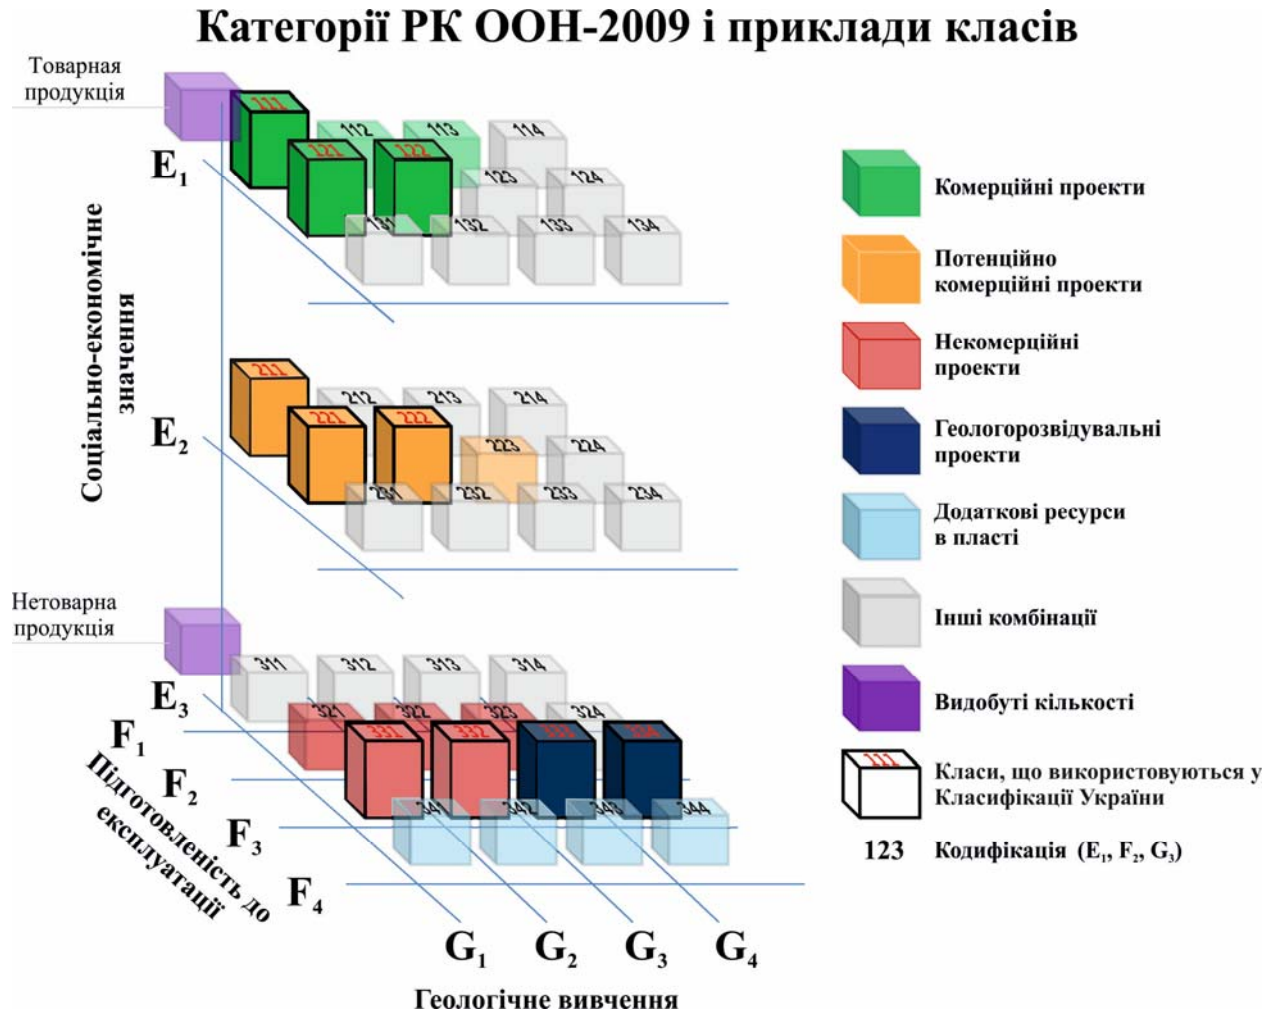 Категорії РК ООН-2009 і приклади класів
Товарная
продукція
E1
111
112
113
114
121
122
123
124
131
132
133
134
Соціально-економічне
значення
E2
211
212
213
214
221
222
223
224
231
232
233
234
Нетоварна
продукція
E3
311
312
313
314
321
322
323
324
331
332
333
334
341
342
343
344
F1
F2
F3
F4
Підготовленість до
експлуатації
G1
G2
G3
G4
Геологічне вивчення
Комерційні проекти
Потенційно
комерційні проекти
Некомерційні
проекти
Геологорозвідувальні
проекти
Додаткові ресурси
в пласті
Інші комбінації
Видобуті кількості
111
Класи, що використовуються у
Класифікації України
123 Кодифікація (E1, F2, G3)